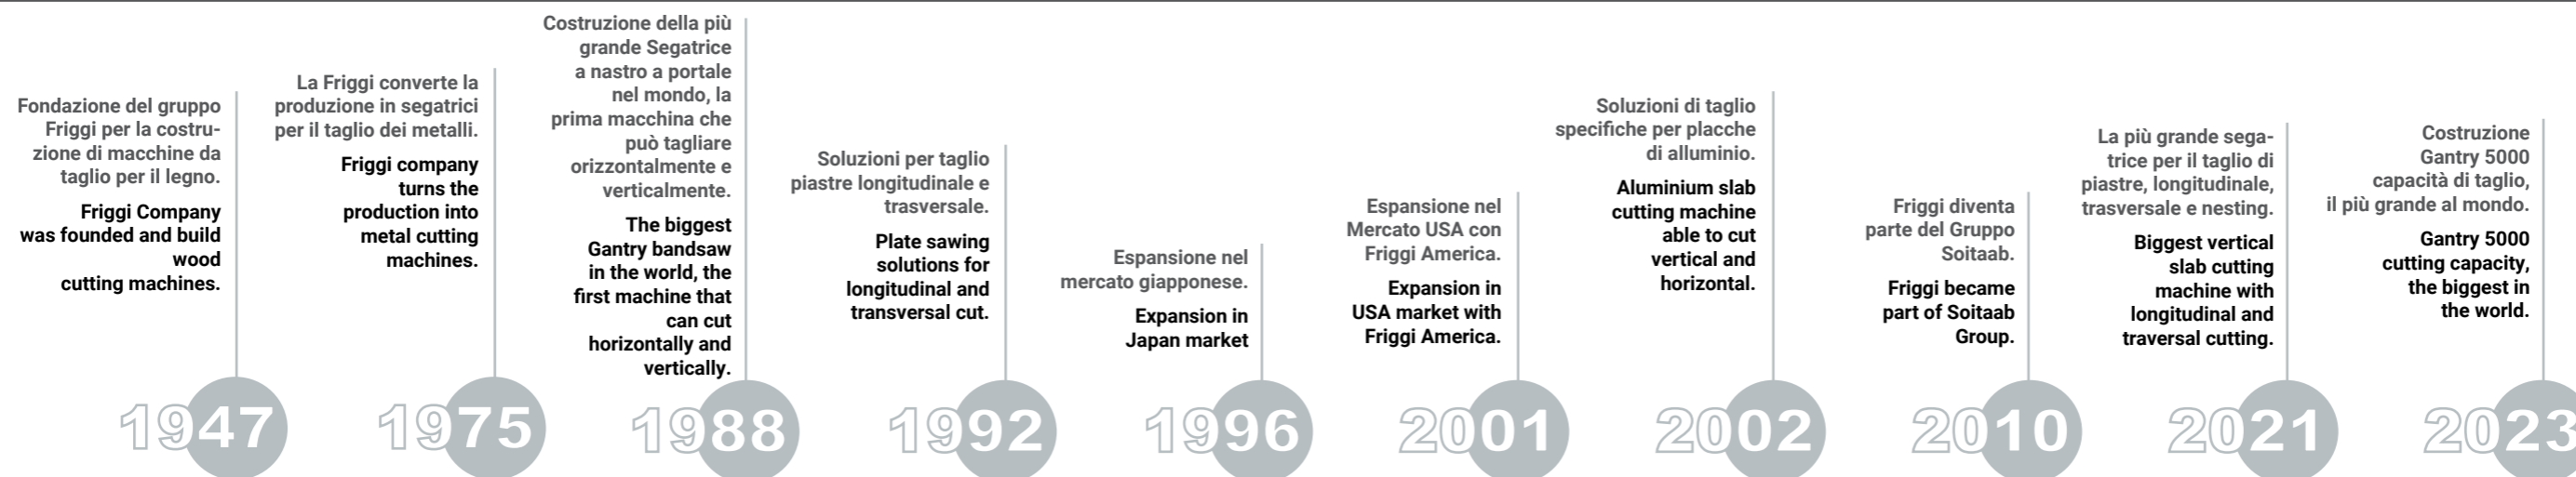 Fondazione del gruppo
Friggi per la costru-
zione di macchine da
taglio per il legno.
Friggi Company
was founded and build
wood
cutting machines.
1947
La Friggi converte la
produzione in segatrici
per il taglio dei metalli.
Friggi company
turns the
production into
metal cutting
machines.
1975
Costruzione della più
grande Segatrice
a nastro a portale
nel mondo, la
prima macchina che
può tagliare
orizzontalmente e
verticalmente.
The biggest
Gantry bandsaw
in the world, the
first machine that
can cut
horizontally and
vertically.
1988
Soluzioni per taglio
piastre longitudinale e
trasversale.
Plate sawing
solutions for
longitudinal and
transversal cut.
1992
Espansione nel
mercato giapponese.
Expansion in
Japan market
1996
Espansione nel
Mercato USA con
Friggi America.
Expansion in
USA market with
Friggi America.
2001
Soluzioni di taglio
specifiche per placche
di alluminio.
Aluminium slab
cutting machine
able to cut
vertical and
horizontal.
2002
Friggi diventa
parte del Gruppo
Soitaab.
Friggi became
part of Soitaab
Group.
2010
La più grande sega-
trice per il taglio di
piastre, longitudinale,
trasversale e nesting.
Biggest vertical
slab cutting
machine with
longitudinal and
traversal cutting.
2021
Costruzione
Gantry 5000
capacità di taglio,
il più grande al mondo.
Gantry 5000
cutting capacity,
the biggest in
the world.
2023